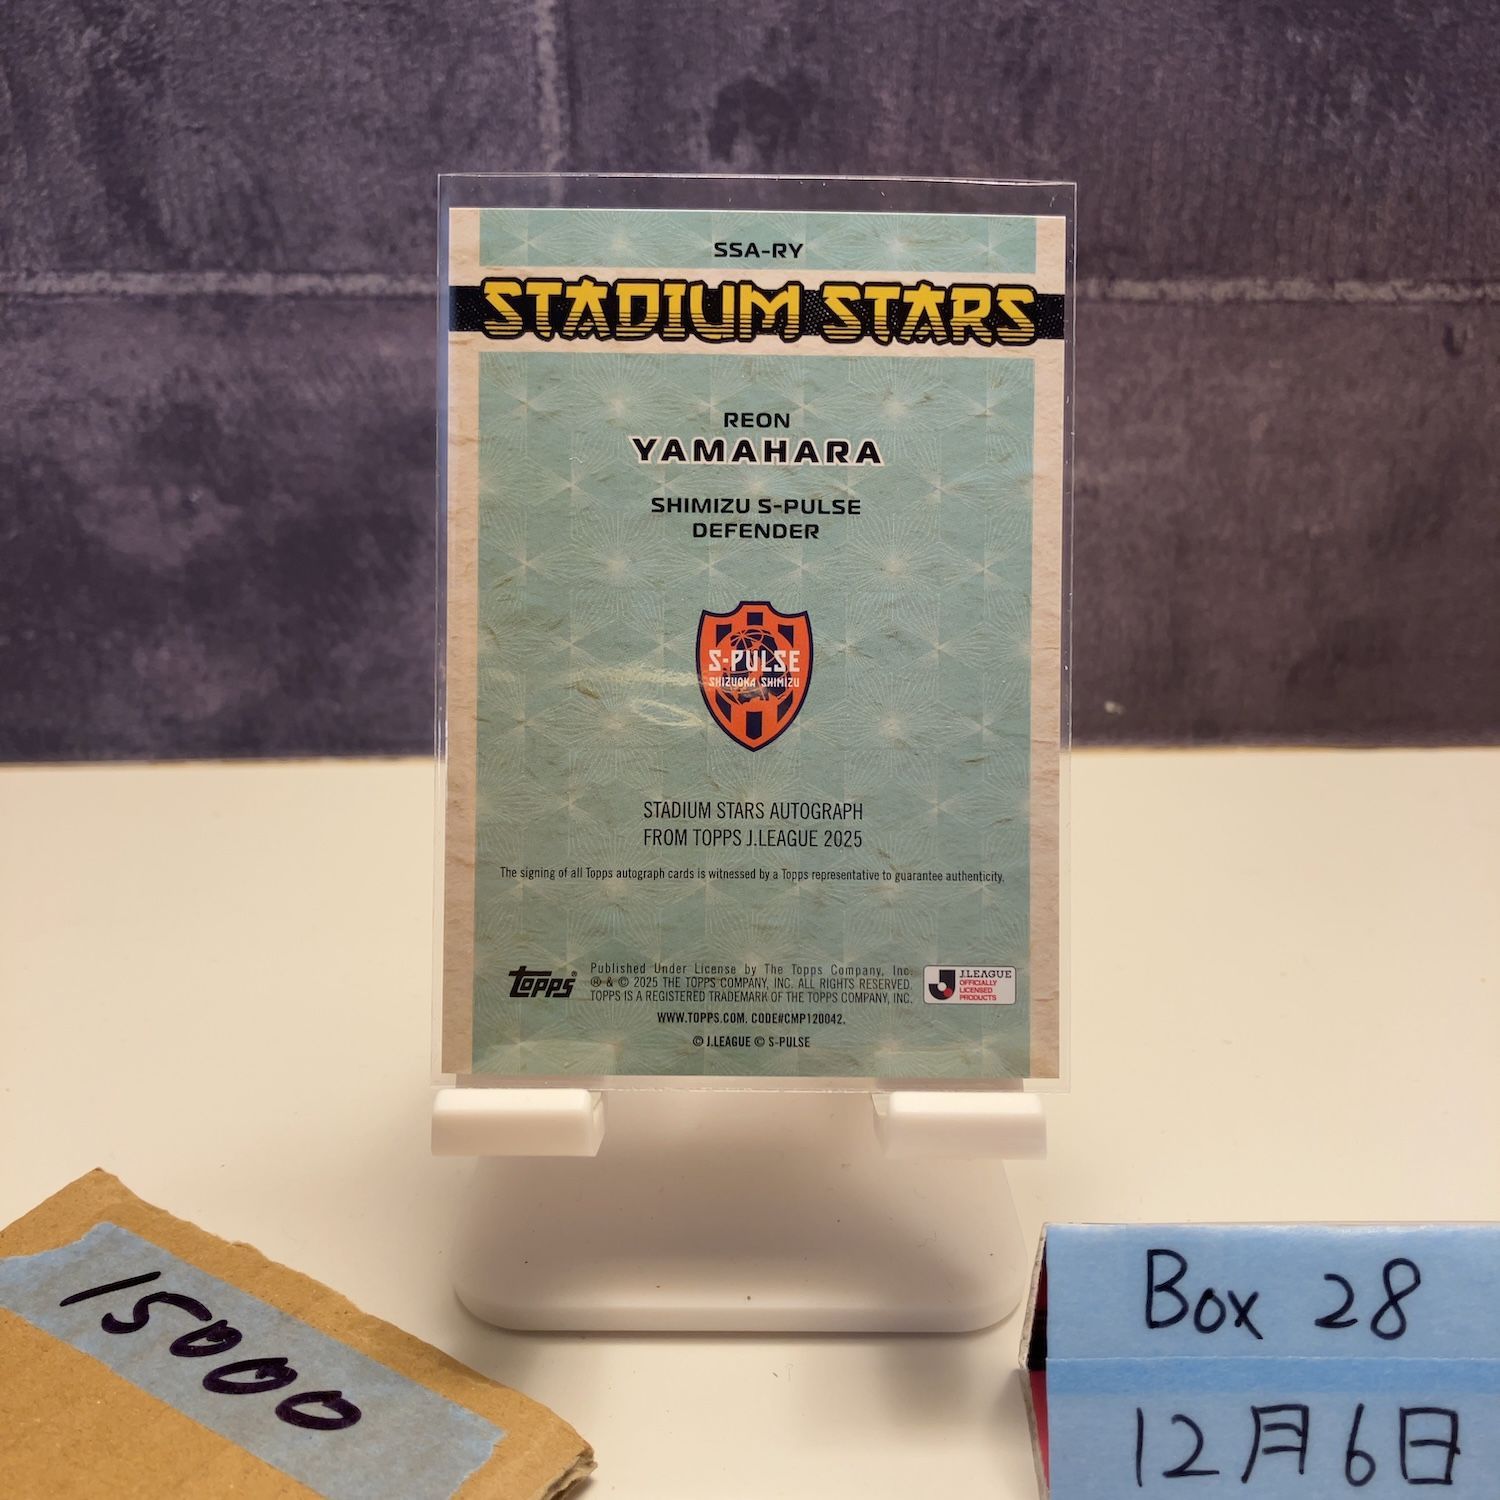 SSA-RY
STADIUM STARS
REON
YAMAHARA
SHIMIZU S-PULSE
DEFENDER
S-PULSE
SHIZUOKA SHIMIZU
STADIUM STARS AUTOGRAPH
FROM TOPPS J.LEAGUE 2025
The signing of all Topps autograph cards is witnessed by a Topps representative to guarantee authenticity.
topps®
Published Under License by The Topps Company, Inc.
® & © 2025 THE TOPPS COMPANY, INC. ALL RIGHTS RESERVED.
TOPPS IS A REGISTERED TRADEMARK OF THE TOPPS COMPANY, INC.
J.LEAGUE
OFFICIALLY
LICENSED
PRODUCTS
WWW.TOPPS.COM. CODE#CMP120042.
© J.LEAGUE © S-PULSE
15000
Box 28
12月6日